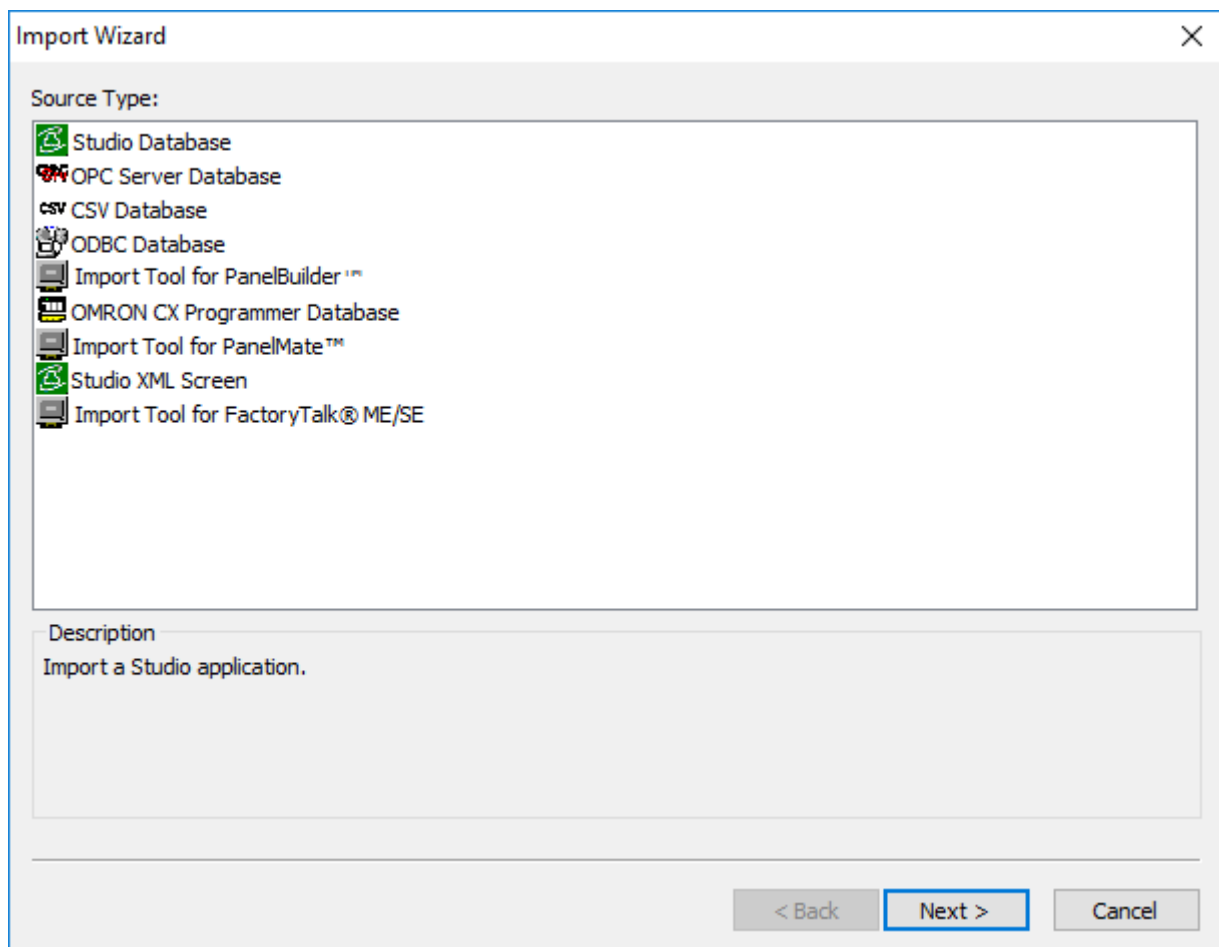 Import Wizard
Source Type:
Studio Database
OPC Server Database
CSV CSV Database
ODBC Database
Import Tool for PanelBuilder™
OMRON CX Programmer Database
Import Tool for PanelMate™
Studio XML Screen
Import Tool for FactoryTalk® ME/SE
Description
Import a Studio application.
< Back Next > Cancel